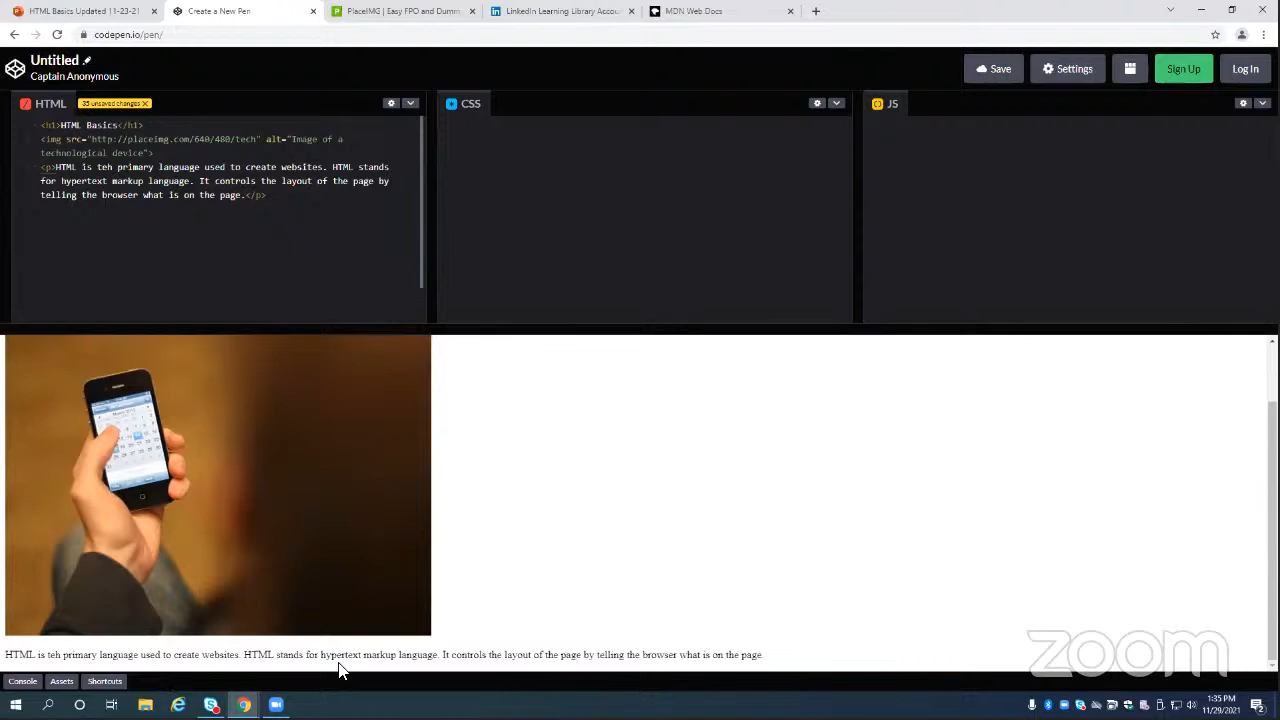 HTML Basics Updated 11-23-21
Create a New Pen
PlaceIMG | Easy FPO and Dumm
LinkedIn Learning Library Accou
MDN Web Docs
codepen.io/pen/
Untitled
Captain Anonymous
Save
Settings
Sign Up
Log In
HTML
35 unsaved changes X
CSS
JS
<h1>HTML Basics</h1>
<img src="http://placeimg.com/640/480/tech" alt="Image of a
technological device">
<p>HTML is teh primary language used to create websites. HTML stands
for hypertext markup language. It controls the layout of the page by
telling the browser what is on the page.</p>
HTML is teh primary language used to create websites. HTML stands for hypertext markup language. It controls the layout of the page by telling the browser what is on the page.
zoom
Console
Assets
Shortcuts
1:35 PM
11/29/2021